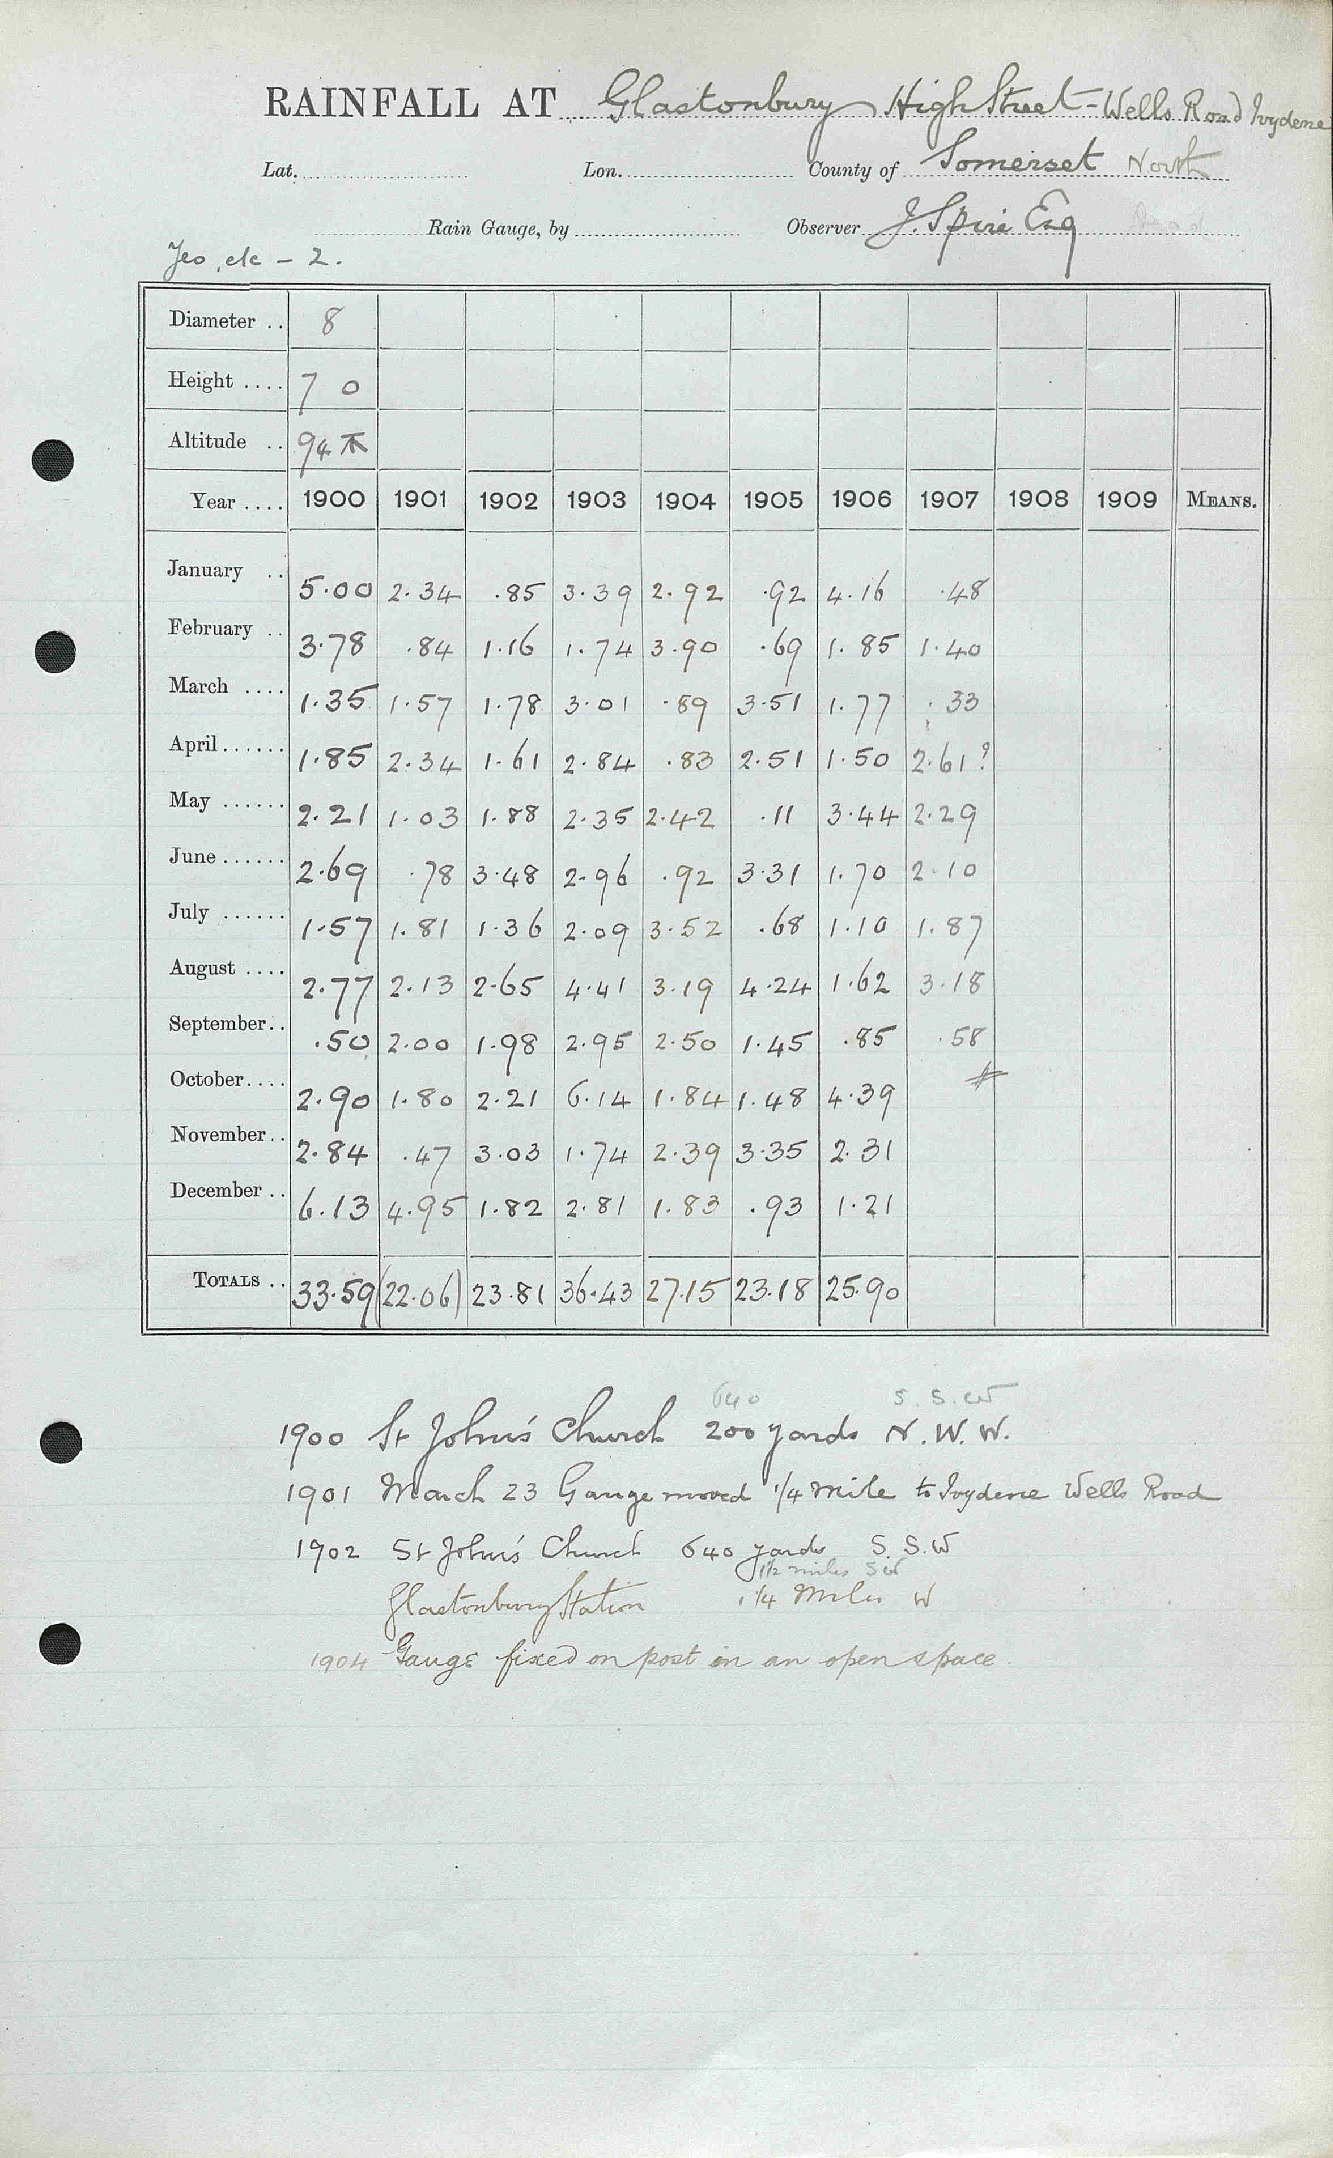 RAINFALL AT Glastonbury High Street - Wells Road Ivydene
Lat. Lon. County of Somerset North
Rain Gauge, by Observer J. Spire Esq
Yeo, etc - 2.
Diameter .. 8
Height .... 7 0
Altitude .. 94
Year .... 1900 1901 1902 1903 1904 1905 1906 1907 1908 1909 MEANS.
January .. 5.00 2.34 .85 3.39 2.92 .92 4.16 .48
February .. 3.78 .84 1.16 1.74 3.90 .69 1.85 1.40
March .... 1.35 1.57 1.78 3.01 .89 3.51 1.77 .33
April...... 1.85 2.34 1.61 2.84 .83 2.51 1.50 2.61?
May ...... 2.21 1.03 1.88 2.35 2.42 .11 3.44 2.29
June...... 2.69 .78 3.48 2.96 .92 3.31 1.70 2.10
July ...... 1.57 1.81 1.36 2.09 3.52 .68 1.10 1.87
August .... 2.77 2.13 2.65 4.41 3.19 4.24 1.62 3.18
September.. .50 2.00 1.98 2.95 2.50 1.45 .85 .58
October.... 2.90 1.80 2.21 6.14 1.84 1.48 4.39
November.. 2.84 .47 3.03 1.74 2.39 3.35 2.31
December .. 6.13 4.95 1.82 2.81 1.83 .93 1.21
TOTALS .. 33.59 (22.06) 23.81 36.43 27.15 23.18 25.90
640 S.S.W
1900 St John's Church 200 yards N.W.W.
1901 March 23 Gauge moved 1/4 mile to Ivydene Wells Road
1902 St John's Church 640 yards S.S.W
1 1/2 miles SW
Glastonbury Station 1 1/4 Miles W
1904 Gauge fixed on post in an open space.